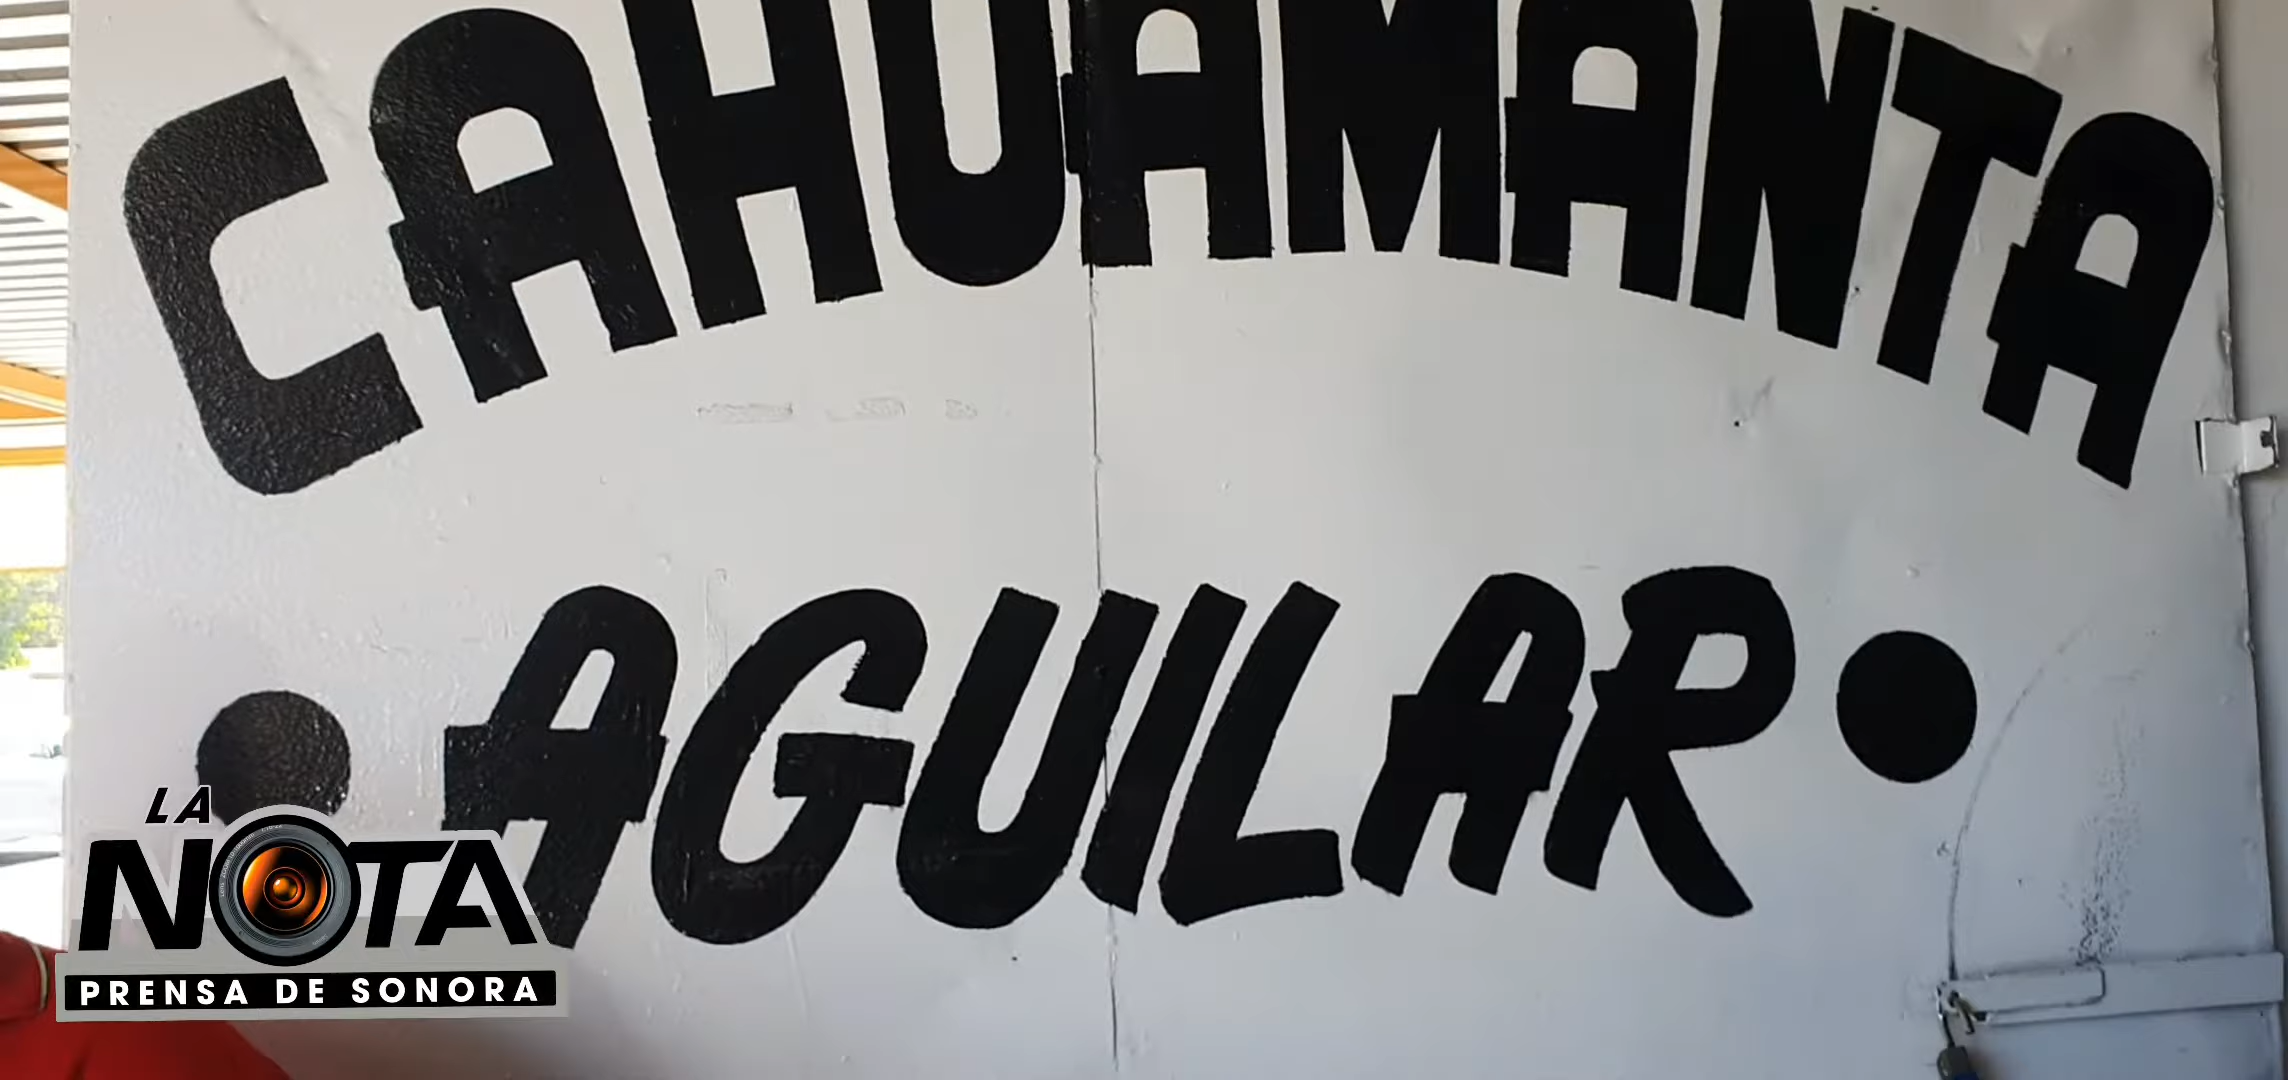 CAHUAMANTA
AGUILAR
LA
NOTA
PRENSA DE SONORA